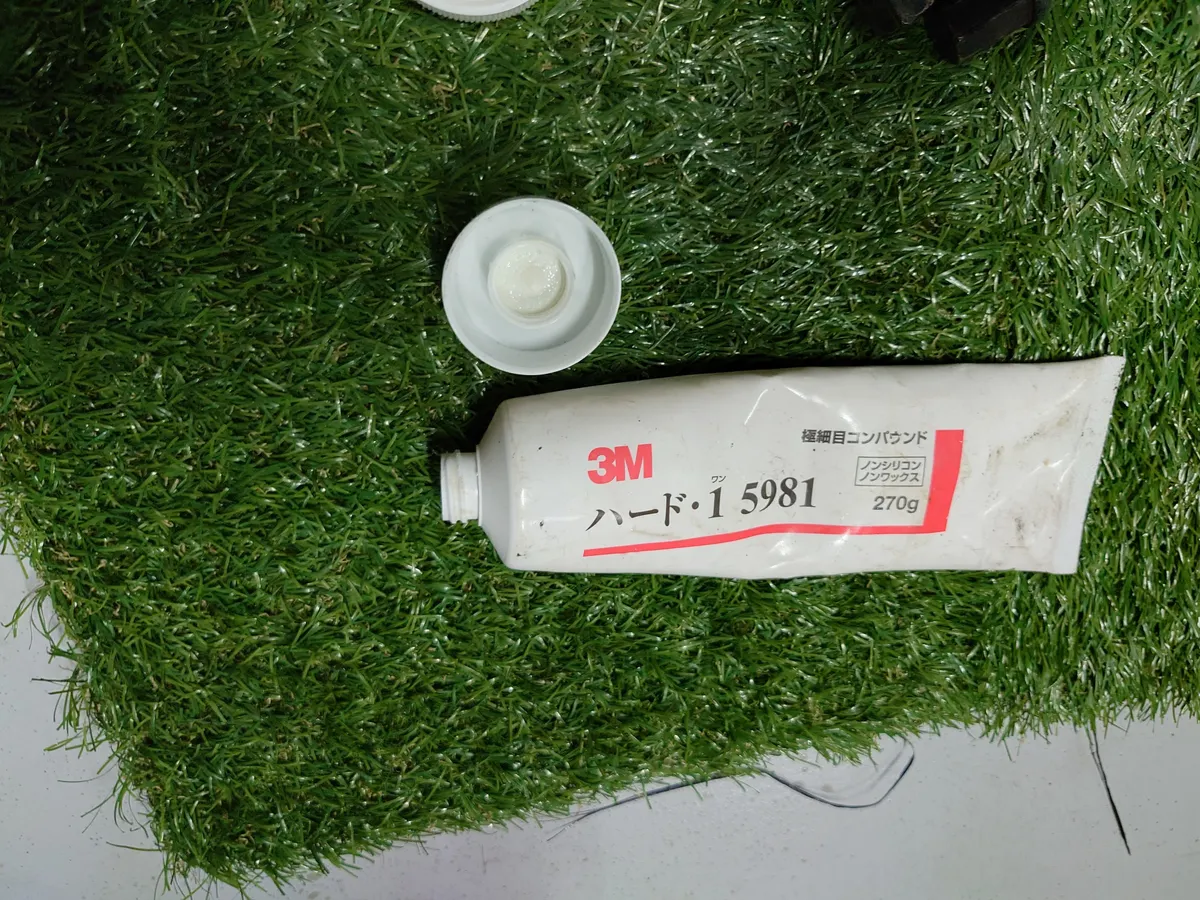 3M
極細目コンパウンド
ノンシリコン
ノンワックス
ワン
ハード・1 5981
270g